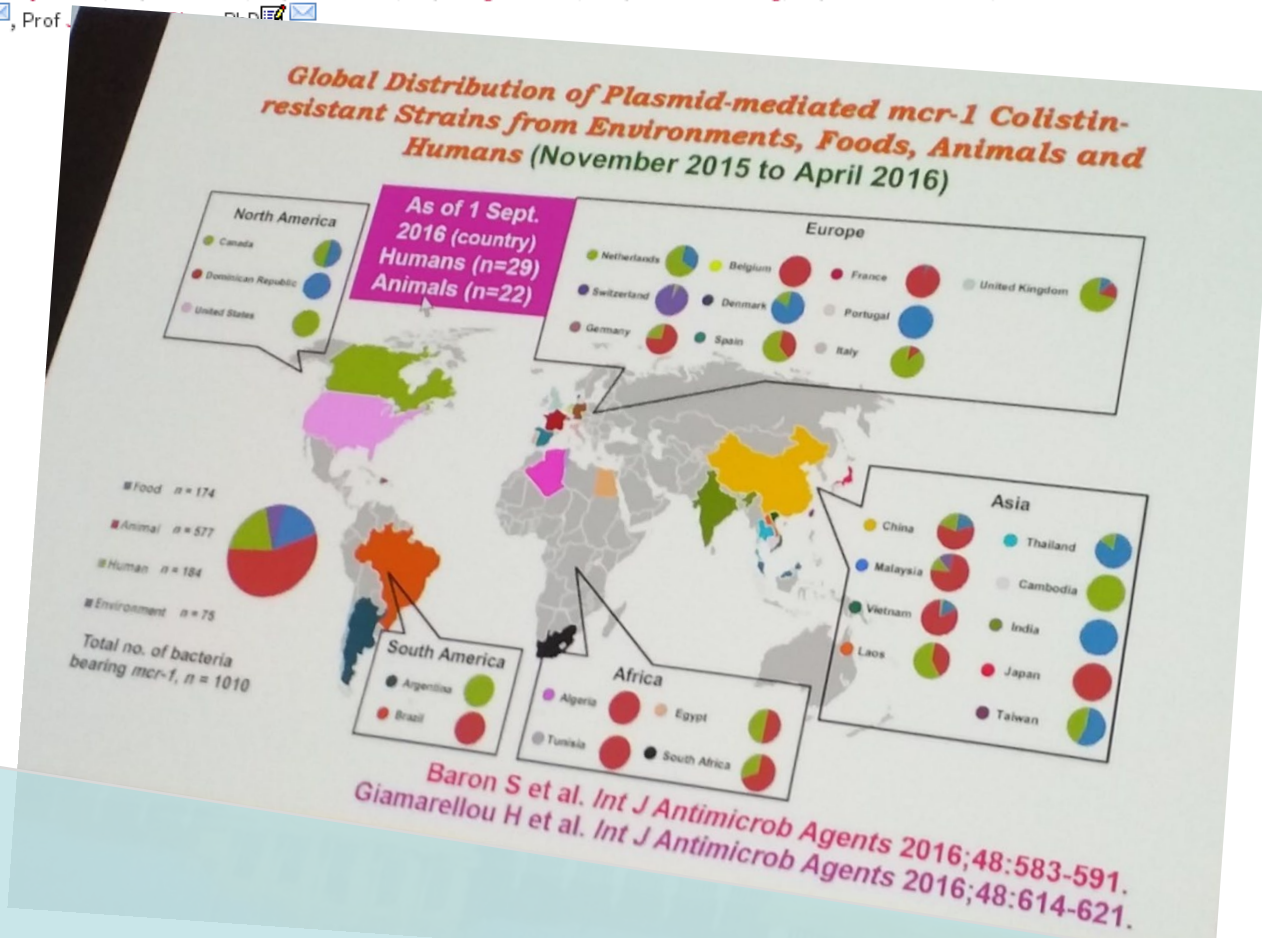 , Prof
PhD
Global Distribution of Plasmid-mediated mcr-1 Colistin-
resistant Strains from Environments, Foods, Animals and
Humans (November 2015 to April 2016)
As of 1 Sept.
2016 (country)
Humans (n=29)
Animals (n=22)
North America
Canada
Dominican Republic
United States
Europe
Netherlands Belgium France United Kingdom
Switzerland Denmark Portugal
Germany Spain Italy
Food n = 174
Animal n = 577
Human n = 184
Environment n = 75
Total no. of bacteria
bearing mcr-1, n = 1010
Asia
China Thailand
Malaysia Cambodia
Vietnam India
Laos Japan
Taiwan
South America
Argentina
Brazil
Africa
Algeria Egypt
Tunisia South Africa
Baron S et al. Int J Antimicrob Agents 2016;48:583-591.
Giamarellou H et al. Int J Antimicrob Agents 2016;48:614-621.